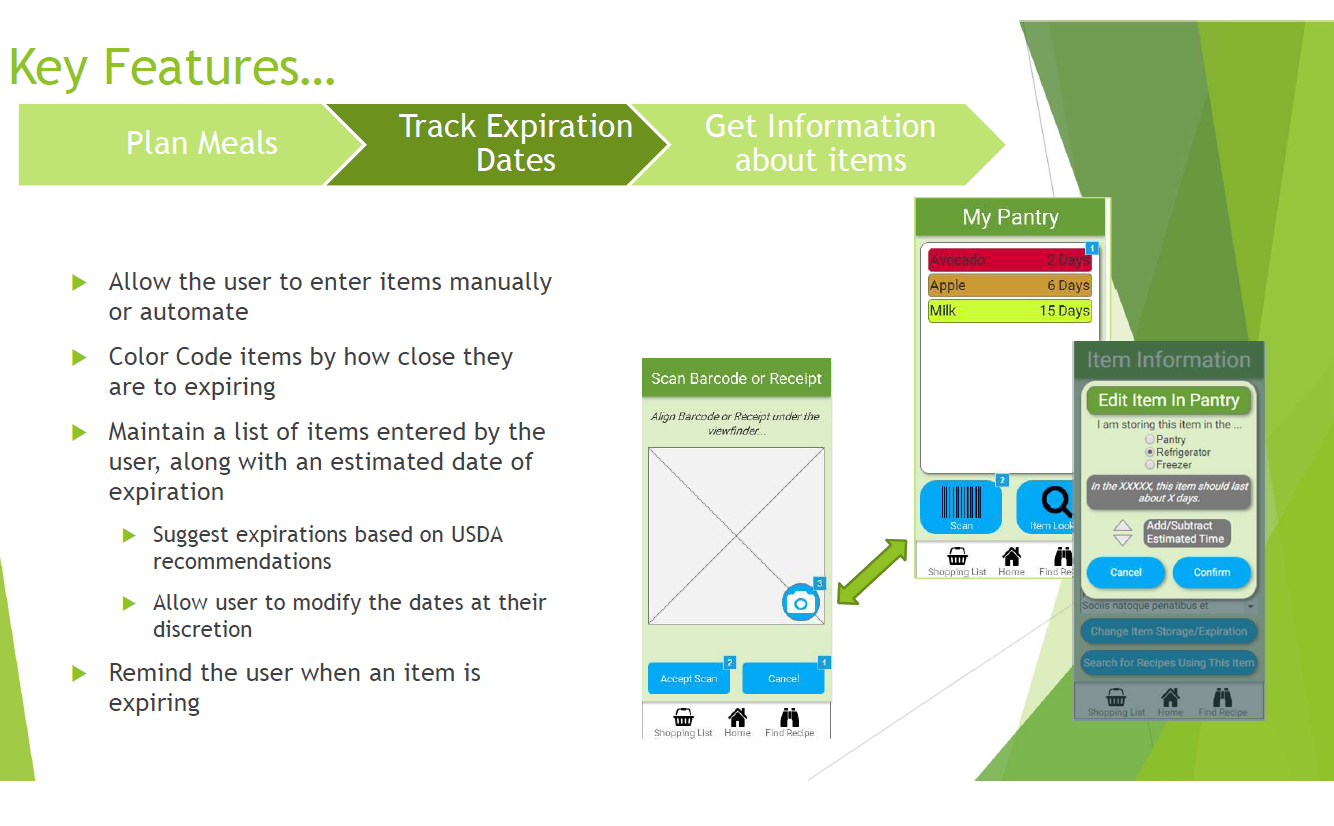 Key Features...
Plan Meals
Track Expiration
Dates
Get Information
about items
Allow the user to enter items manually
or automate
Color Code items by how close they
are to expiring
Maintain a list of items entered by the
user, along with an estimated date of
expiration
Suggest expirations based on USDA
recommendations
Allow user to modify the dates at their
discretion
Remind the user when an item is
expiring
Scan Barcode or Receipt
Align Barcode or Receipt under the
viewfinder...
3
2
1
Accept Scan
Cancel
Shopping List
Home
Find Recipe
My Pantry
1
Avocado 2 Days
Apple 6 Days
Milk 15 Days
2
Scan
Item Look
Shopping List
Home
Find Re
Item Information
Edit Item In Pantry
I am storing this item in the ...
Pantry
Refrigerator
Freezer
In the XXXXX, this item should last
about X days.
Add/Subtract
Estimated Time
Cancel
Confirm
Sociis natoque penatibus et
Change Item Storage/Expiration
Search for Recipes Using This Item
Shopping List
Home
Find Recipe